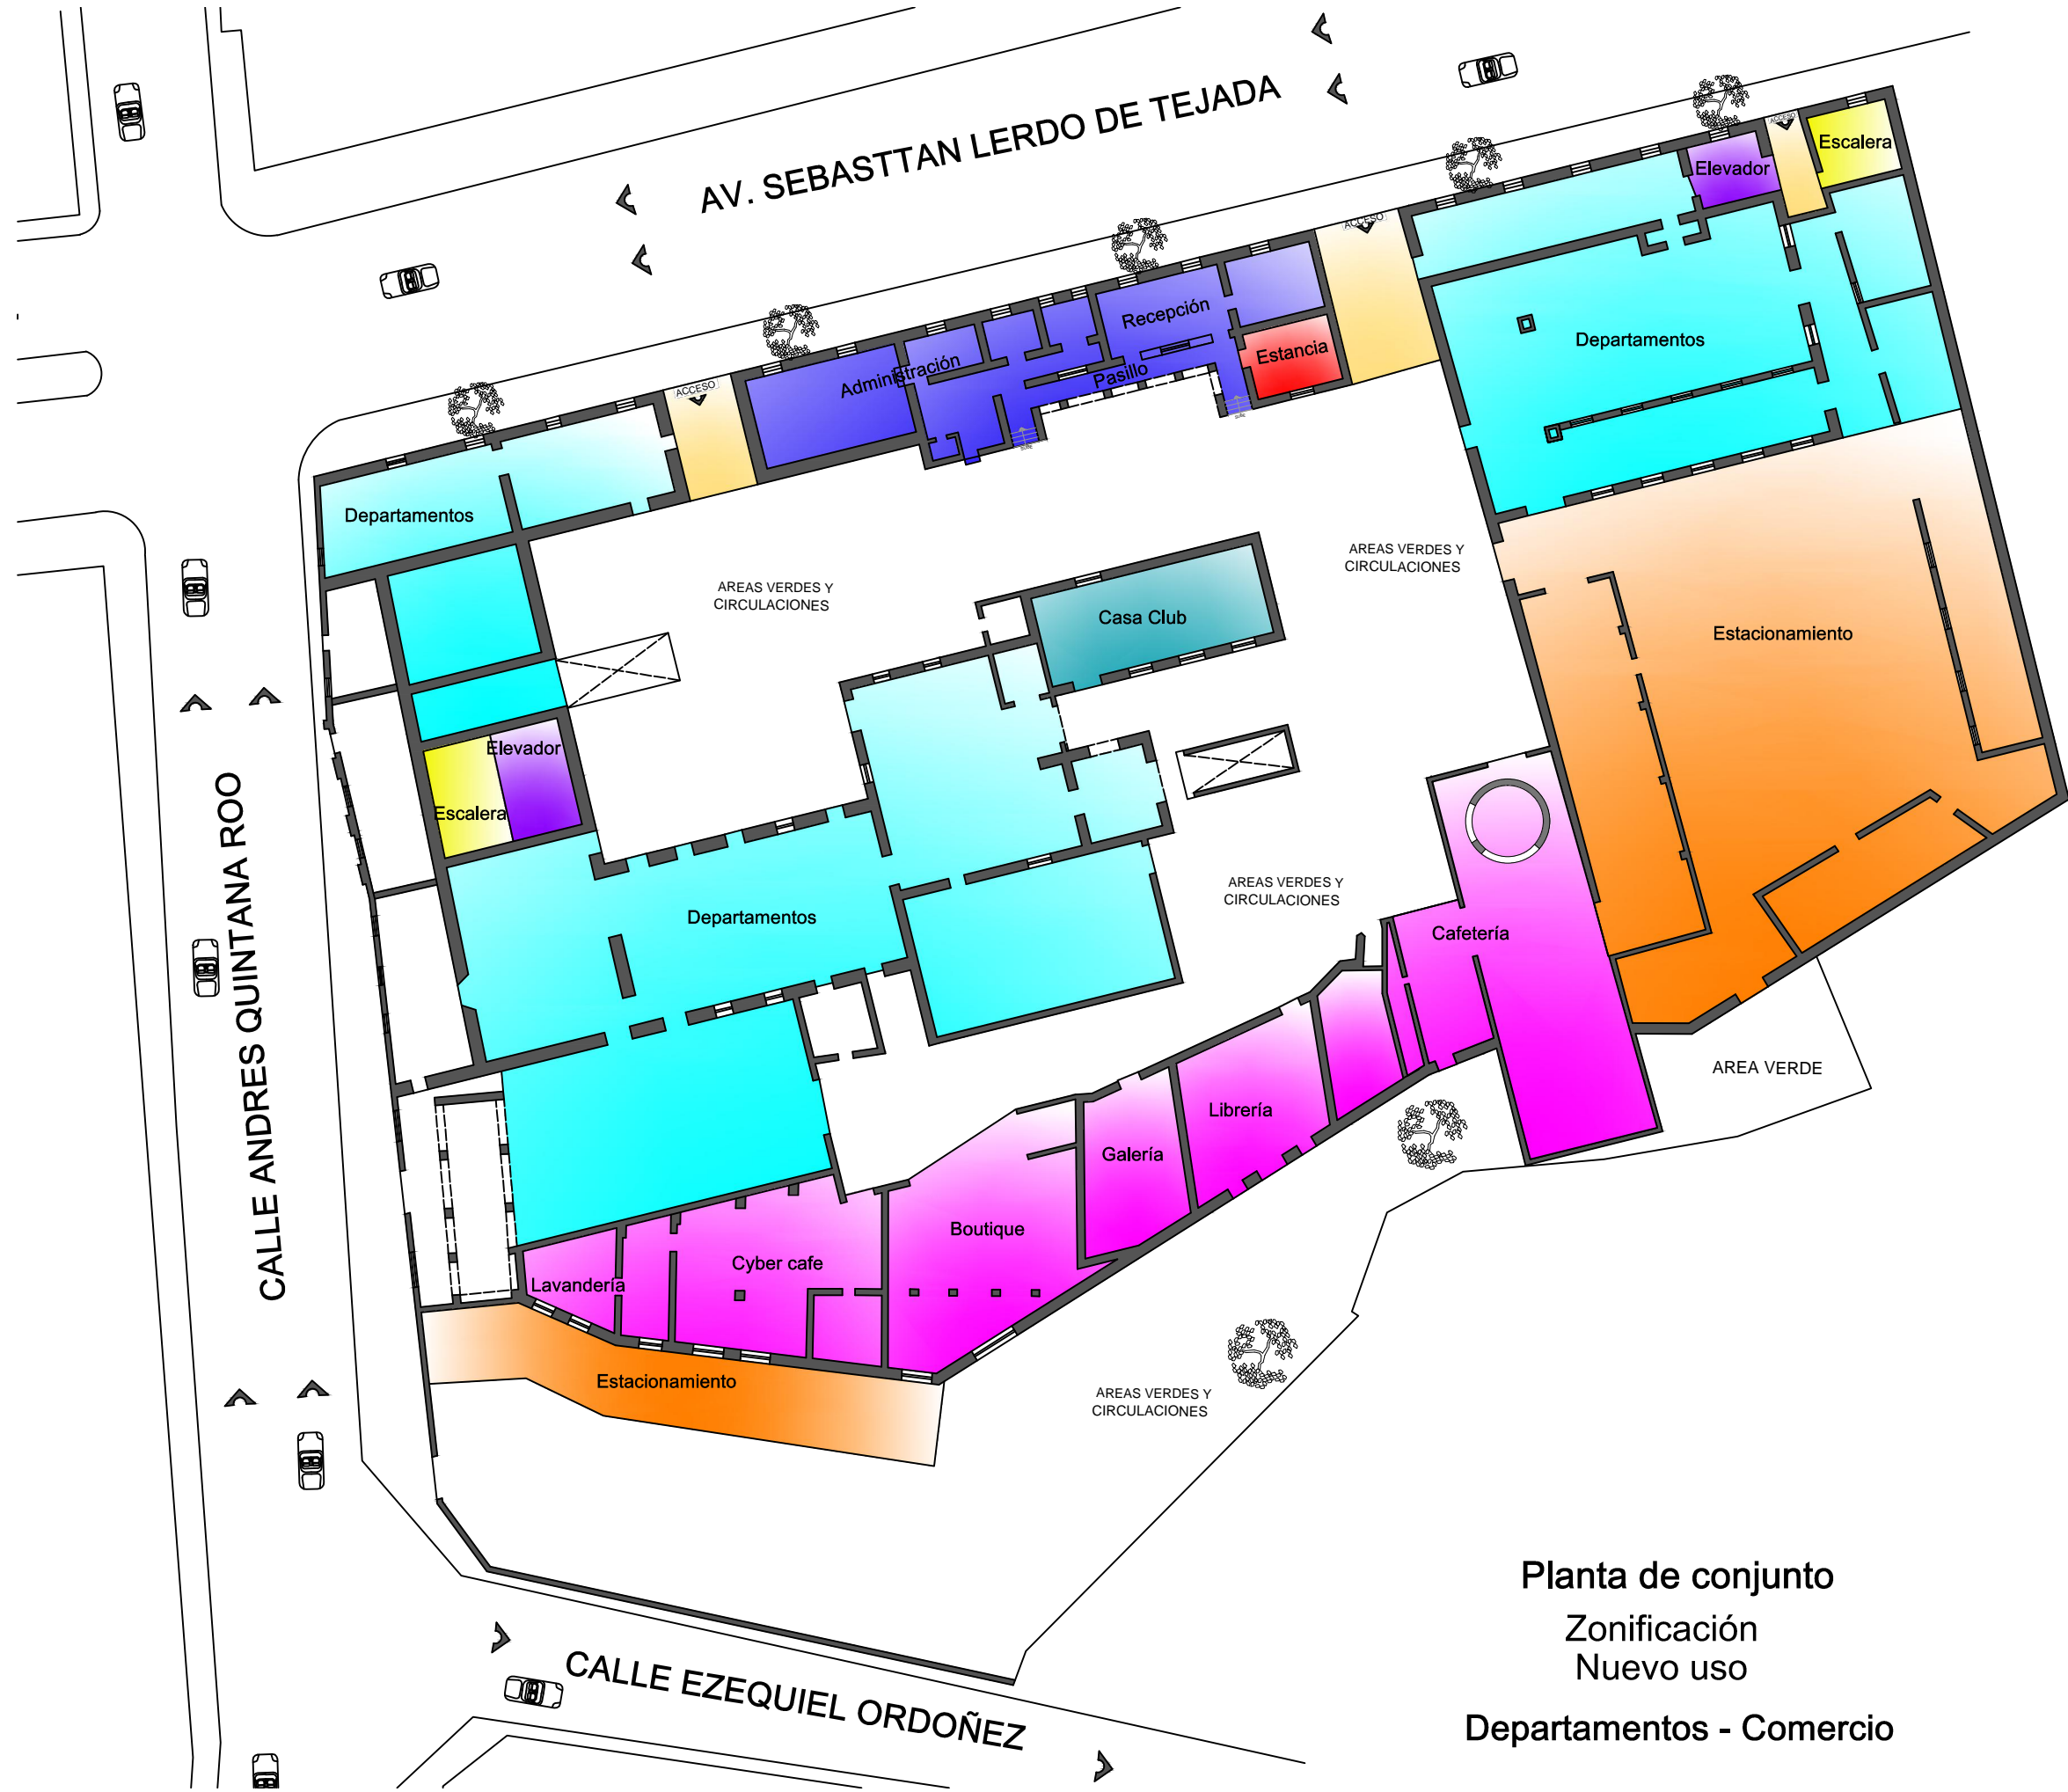 AV. SEBASTTAN LERDO DE TEJADA
ACCESO
Escalera
Elevador
ACCESO
Recepción
Departamentos
Estancia
Administración
Pasillo
SUBE
SUBE
ACCESO
Departamentos
AREAS VERDES Y
CIRCULACIONES
AREAS VERDES Y
CIRCULACIONES
Casa Club
Estacionamiento
Elevador
Escalera
CALLE ANDRES QUINTANA ROO
Departamentos
AREAS VERDES Y
CIRCULACIONES
Cafetería
AREA VERDE
Librería
Galería
Boutique
Cyber cafe
Lavandería
Estacionamiento
AREAS VERDES Y
CIRCULACIONES
CALLE EZEQUIEL ORDOÑEZ
Planta de conjunto
Zonificación
Nuevo uso
Departamentos - Comercio